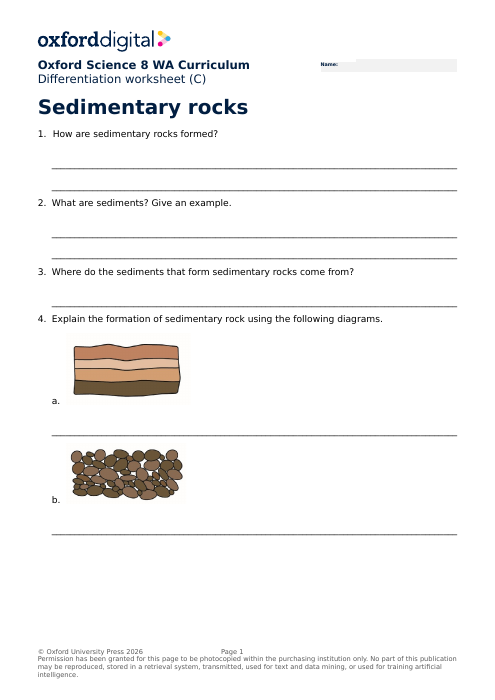 oxforddigital
Oxford Science 8 WA Curriculum
Name:
Differentiation worksheet (C)
Sedimentary rocks
1. How are sedimentary rocks formed?
2. What are sediments? Give an example.
3. Where do the sediments that form sedimentary rocks come from?
4. Explain the formation of sedimentary rock using the following diagrams.
a.
b.
© Oxford University Press 2026 Page 1
Permission has been granted for this page to be photocopied within the purchasing institution only. No part of this publication
may be reproduced, stored in a retrieval system, transmitted, used for text and data mining, or used for training artificial
intelligence.